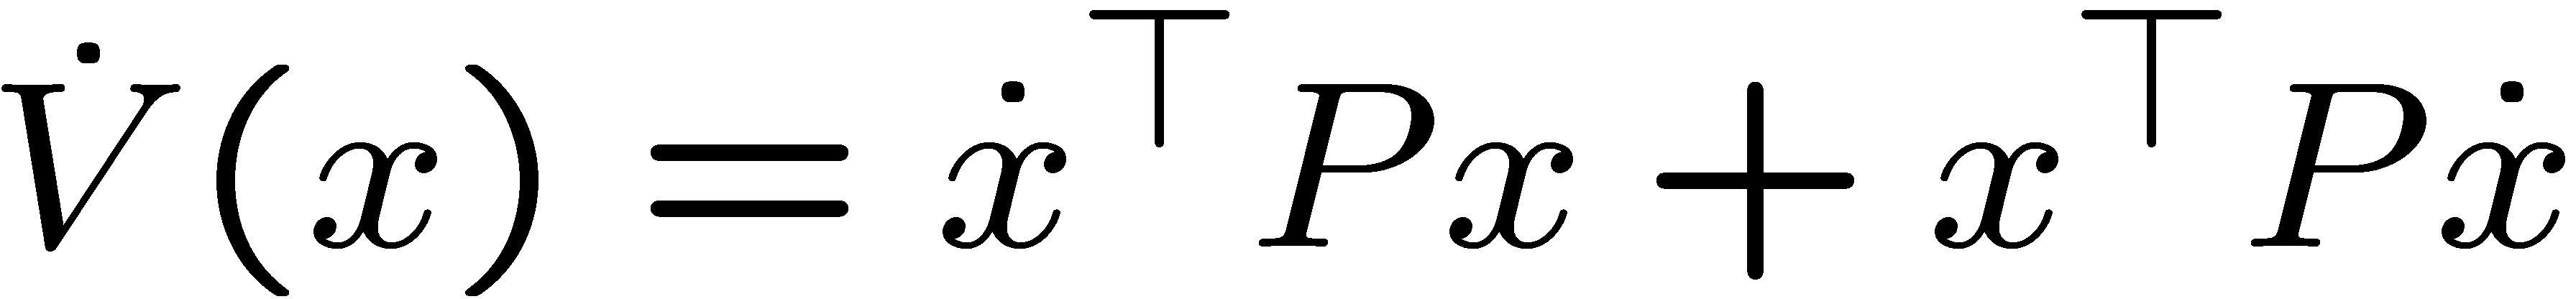 V̇(x) = ẋ⊤Px + x⊤Pẋ